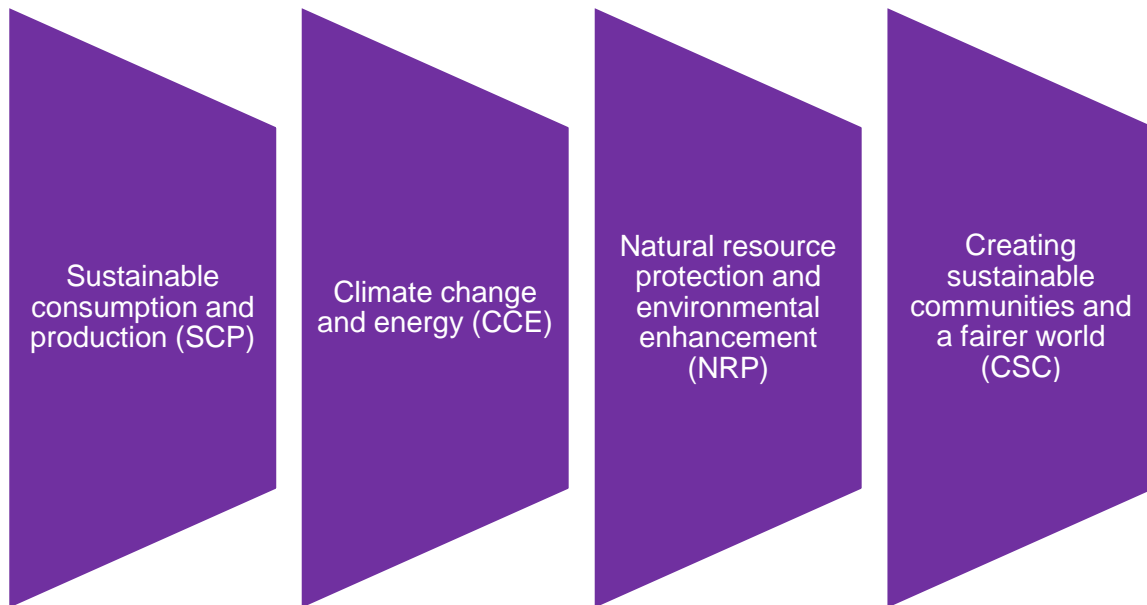 Sustainable
consumption and
production (SCP)
Climate change
and energy (CCE)
Natural resource
protection and
environmental
enhancement
(NRP)
Creating
sustainable
communities and
a fairer world
(CSC)